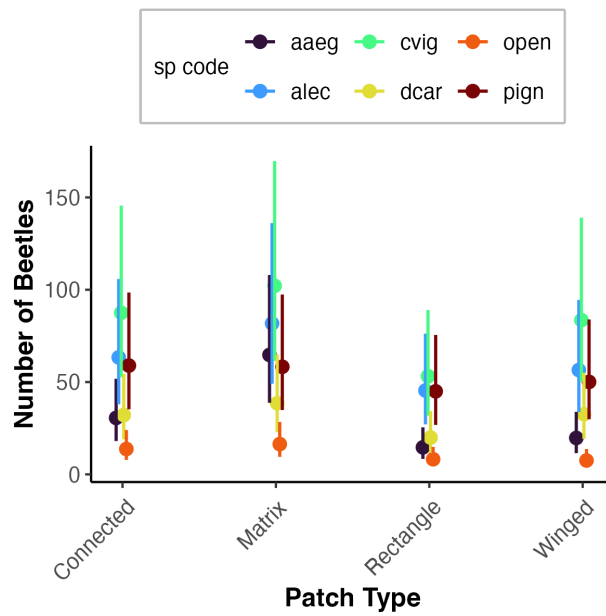 sp code
aaeg cvig open
alec dcar pign
Number of Beetles
150
100
50
0
Connected Matrix Rectangle Winged
Patch Type